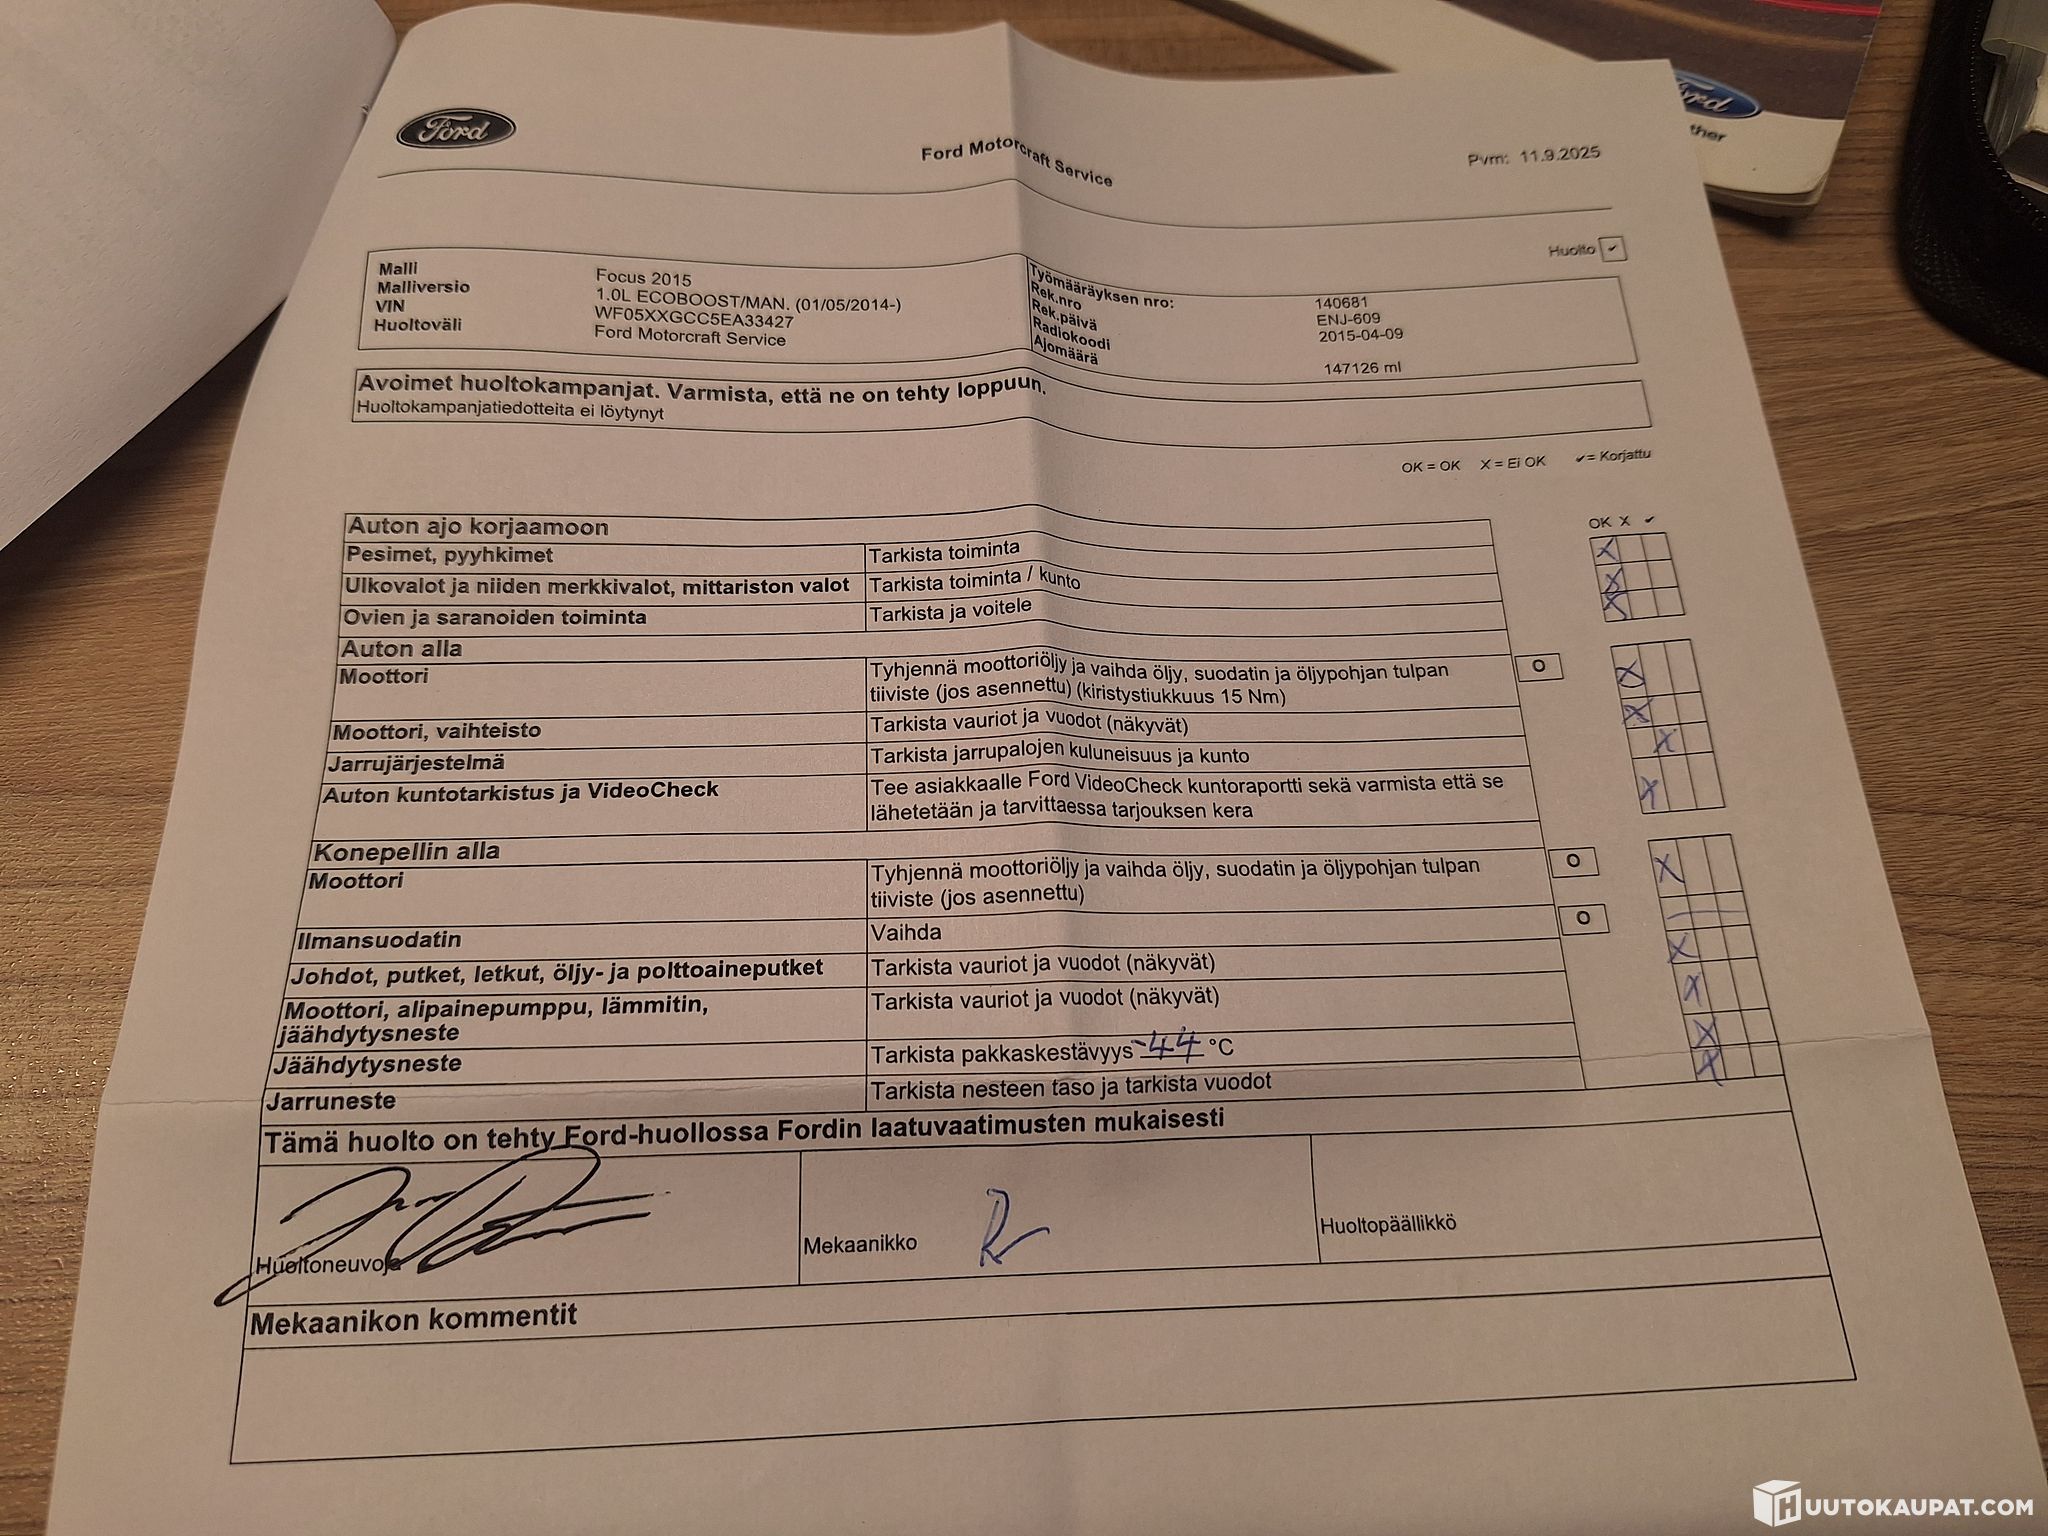 Ford
Ford Motorcraft Service
Pvm: 11.9.2025
Ford
ther
Huolto ✔
Malli Focus 2015
Malliversio 1.0L ECOBOOST/MAN. (01/05/2014-)
VIN WF05XXGCC5EA33427
Huoltoväli Ford Motorcraft Service
Työmääräyksen nro: 140681
Rek.nro ENJ-609
Rek.päivä 2015-04-09
Radiokoodi
Ajomäärä 147126 ml
Avoimet huoltokampanjat. Varmista, että ne on tehty loppuun.
Huoltokampanjatiedotteita ei löytynyt
OK = OK X = Ei OK ✔= Korjattu
OK X ✔
Auton ajo korjaamoon
Pesimet, pyyhkimet Tarkista toiminta X
Ulkovalot ja niiden merkkivalot, mittariston valot Tarkista toiminta / kunto X
Ovien ja saranoiden toiminta Tarkista ja voitele X
Auton alla
Moottori Tyhjennä moottoriöljy ja vaihda öljy, suodatin ja öljypohjan tulpan O X
tiiviste (jos asennettu) (kiristystiukkuus 15 Nm)
Moottori, vaihteisto Tarkista vauriot ja vuodot (näkyvät) X
Jarrujärjestelmä Tarkista jarrupalojen kuluneisuus ja kunto X
Auton kuntotarkistus ja VideoCheck Tee asiakkaalle Ford VideoCheck kuntoraportti sekä varmista että se X
lähetetään ja tarvittaessa tarjouksen kera
Konepellin alla
Moottori Tyhjennä moottoriöljy ja vaihda öljy, suodatin ja öljypohjan tulpan O X
tiiviste (jos asennettu)
Ilmansuodatin Vaihda O
Johdot, putket, letkut, öljy- ja polttoaineputket Tarkista vauriot ja vuodot (näkyvät) X
Moottori, alipainepumppu, lämmitin, Tarkista vauriot ja vuodot (näkyvät) X
jäähdytysneste
Jäähdytysneste Tarkista pakkaskestävyys -44 °C X
Jarruneste Tarkista nesteen taso ja tarkista vuodot X
Tämä huolto on tehty Ford-huollossa Fordin laatuvaatimusten mukaisesti
Huoltoneuvoja
Mekaanikko
Huoltopäällikkö
Mekaanikon kommentit
HUUTOKAUPAT.COM